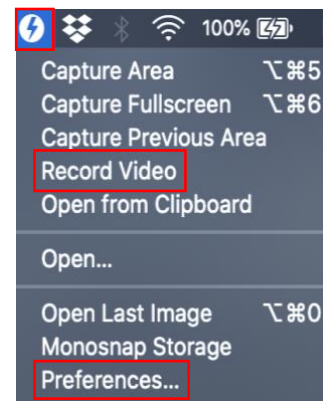 100%
Capture Area ⌥⌘5
Capture Fullscreen ⌥⌘6
Capture Previous Area
Record Video
Open from Clipboard
Open...
Open Last Image ⌥⌘0
Monosnap Storage
Preferences...